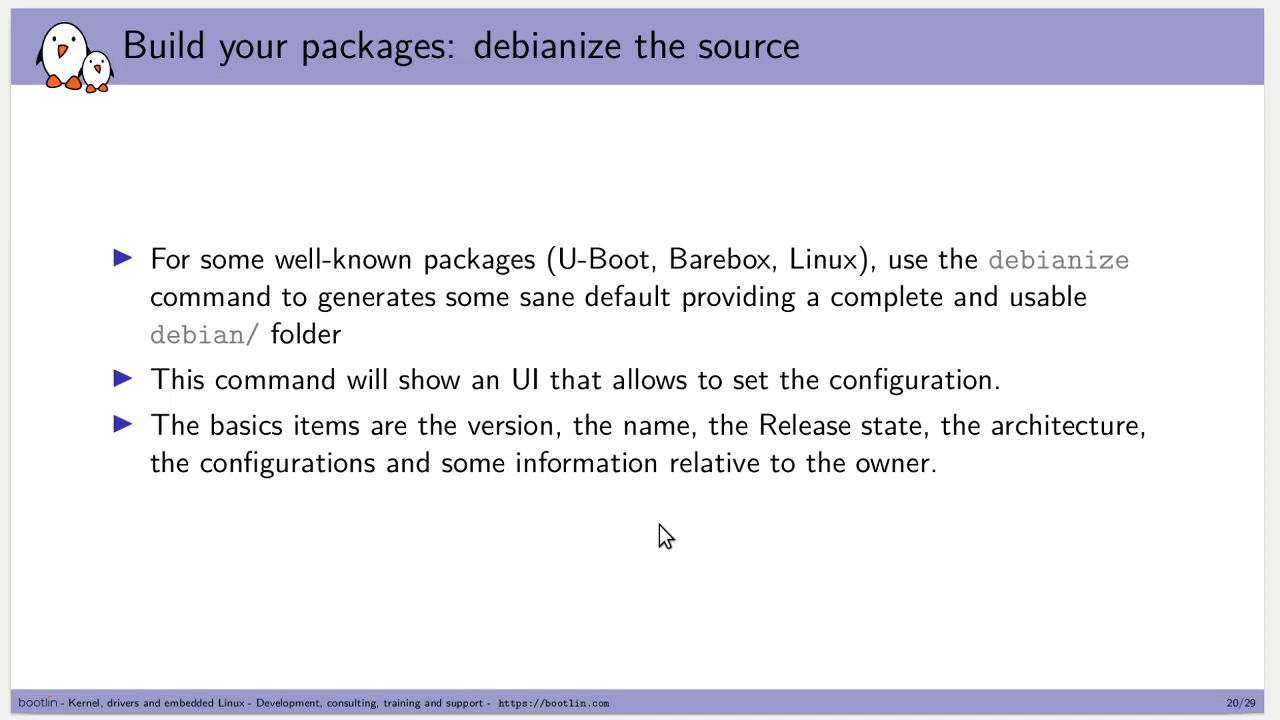 Build your packages: debianize the source
For some well-known packages (U-Boot, Barebox, Linux), use the debianize
command to generates some sane default providing a complete and usable
debian/ folder
This command will show an UI that allows to set the configuration.
The basics items are the version, the name, the Release state, the architecture,
the configurations and some information relative to the owner.
bootlin - Kernel, drivers and embedded Linux - Development, consulting, training and support - https://bootlin.com
20/29